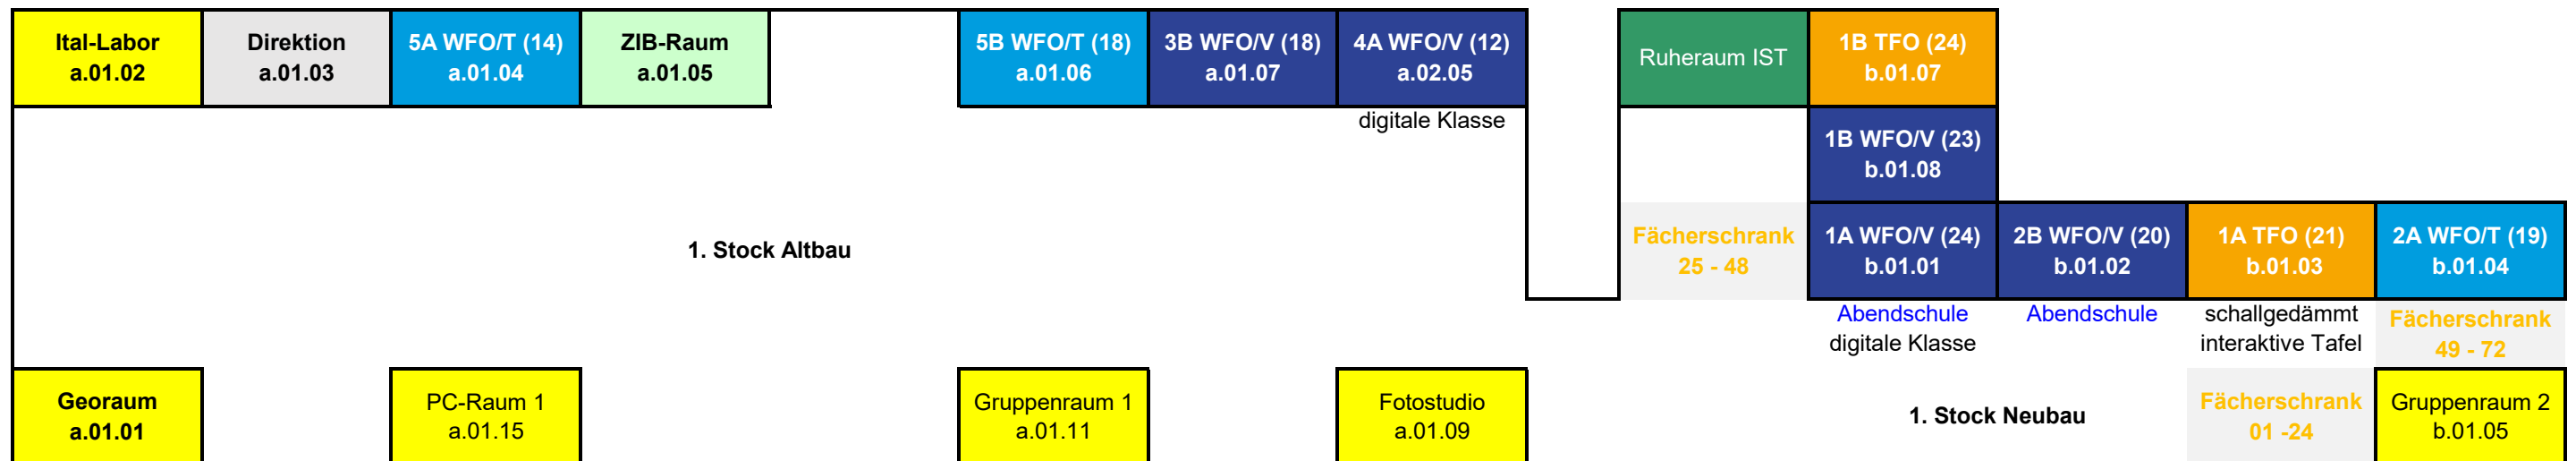 Ital-Labor
a.01.02
Direktion
a.01.03
5A WFO/T (14)
a.01.04
ZIB-Raum
a.01.05
5B WFO/T (18)
a.01.06
3B WFO/V (18)
a.01.07
4A WFO/V (12)
a.02.05
digitale Klasse
Ruheraum IST
1B TFO (24)
b.01.07
1B WFO/V (23)
b.01.08
1. Stock Altbau
Fächerschrank
25 - 48
1A WFO/V (24)
b.01.01
2B WFO/V (20)
b.01.02
1A TFO (21)
b.01.03
2A WFO/T (19)
b.01.04
Abendschule
digitale Klasse
Abendschule
schallgedämmt
interaktive Tafel
Fächerschrank
49 - 72
Georaum
a.01.01
PC-Raum 1
a.01.15
Gruppenraum 1
a.01.11
Fotostudio
a.01.09
1. Stock Neubau
Fächerschrank
01 -24
Gruppenraum 2
b.01.05